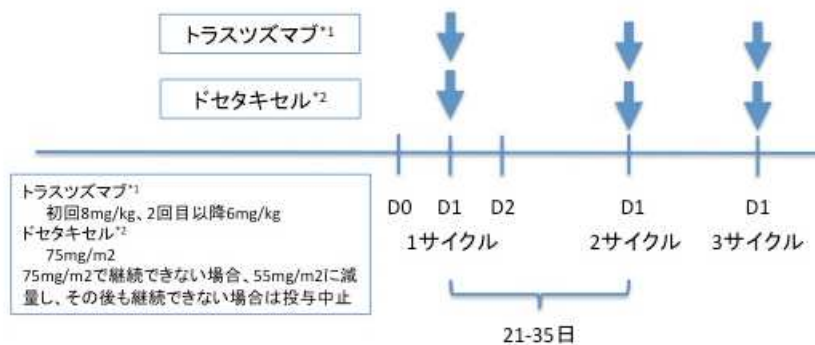 トラスツズマブ*1
ドセタキセル*2
トラスツズマブ*1
初回8mg/kg、2回目以降6mg/kg
ドセタキセル*2
75mg/m2
75mg/m2で継続できない場合、55mg/m2に減
量し、その後も継続できない場合は投与中止
D0 D1 D2 D1 D1
1サイクル 2サイクル 3サイクル
21-35日